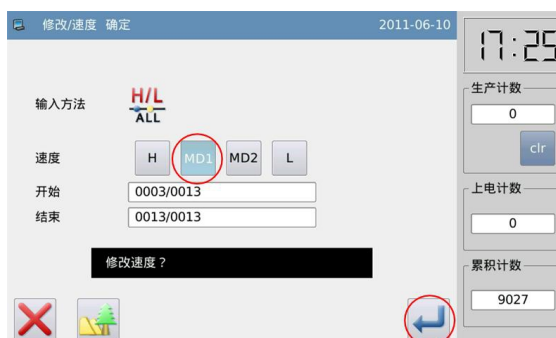 修改/速度 确定 2011-06-10
17:25
输入方法 H/L ALL
生产计数
0
clr
速度 H MD1 MD2 L
开始 0003/0013
结束 0013/0013
上电计数
0
修改速度？
累积计数
9027